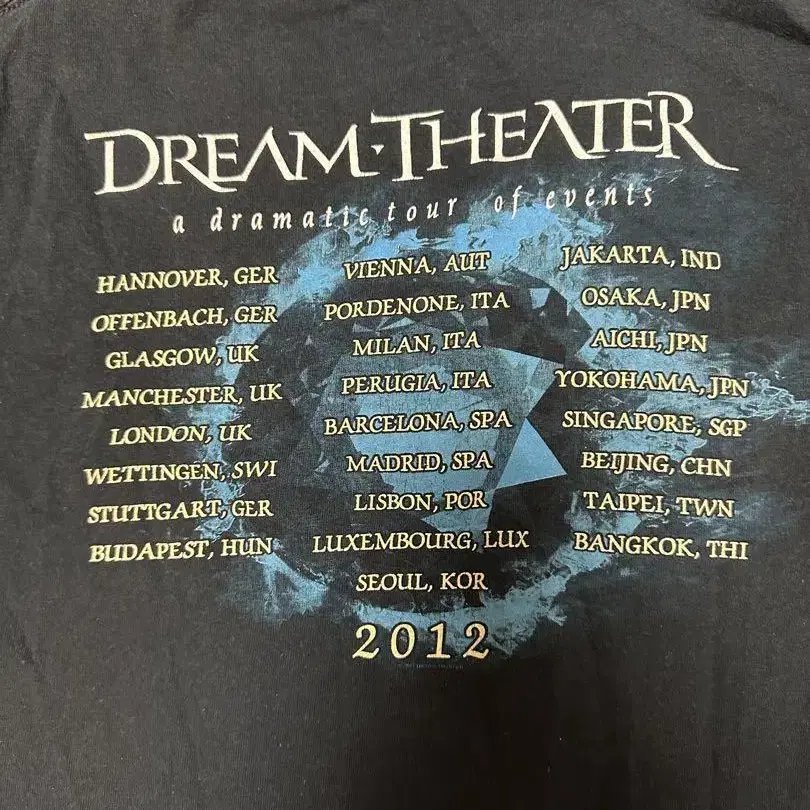 DREAM·THEATER
a dramatic tour of events
HANNOVER, GER
OFFENBACH, GER
GLASGOW, UK
MANCHESTER, UK
LONDON, UK
WETTINGEN, SWI
STUTTGART, GER
BUDAPEST, HUN
VIENNA, AUT
PORDENONE, ITA
MILAN, ITA
PERUGIA, ITA
BARCELONA, SPA
MADRID, SPA
LISBON, POR
LUXEMBOURG, LUX
SEOUL, KOR
JAKARTA, IND
OSAKA, JPN
AICHI, JPN
YOKOHAMA, JPN
SINGAPORE, SGP
BEIJING, CHN
TAIPEI, TWN
BANGKOK, THI
2012